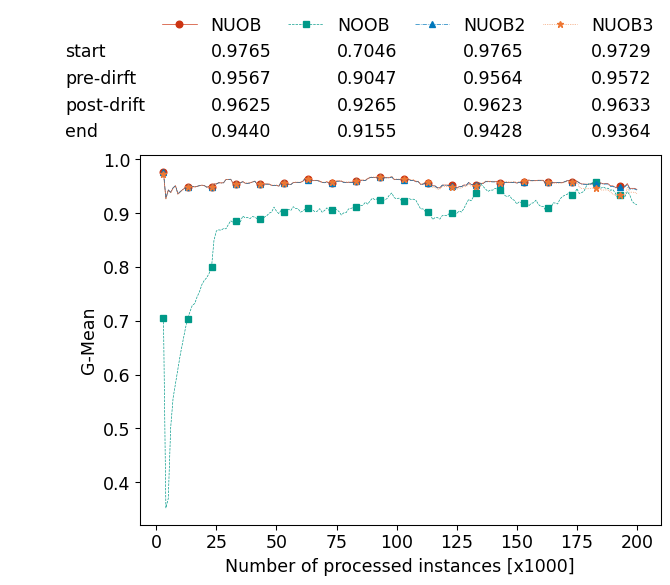 NUOB NOOB NUOB2 NUOB3
start 0.9765 0.7046 0.9765 0.9729
pre-dirft 0.9567 0.9047 0.9564 0.9572
post-drift 0.9625 0.9265 0.9623 0.9633
end 0.9440 0.9155 0.9428 0.9364
1.0
0.9
0.8
0.7
0.6
0.5
0.4
G-Mean
0 25 50 75 100 125 150 175 200
Number of processed instances [x1000]